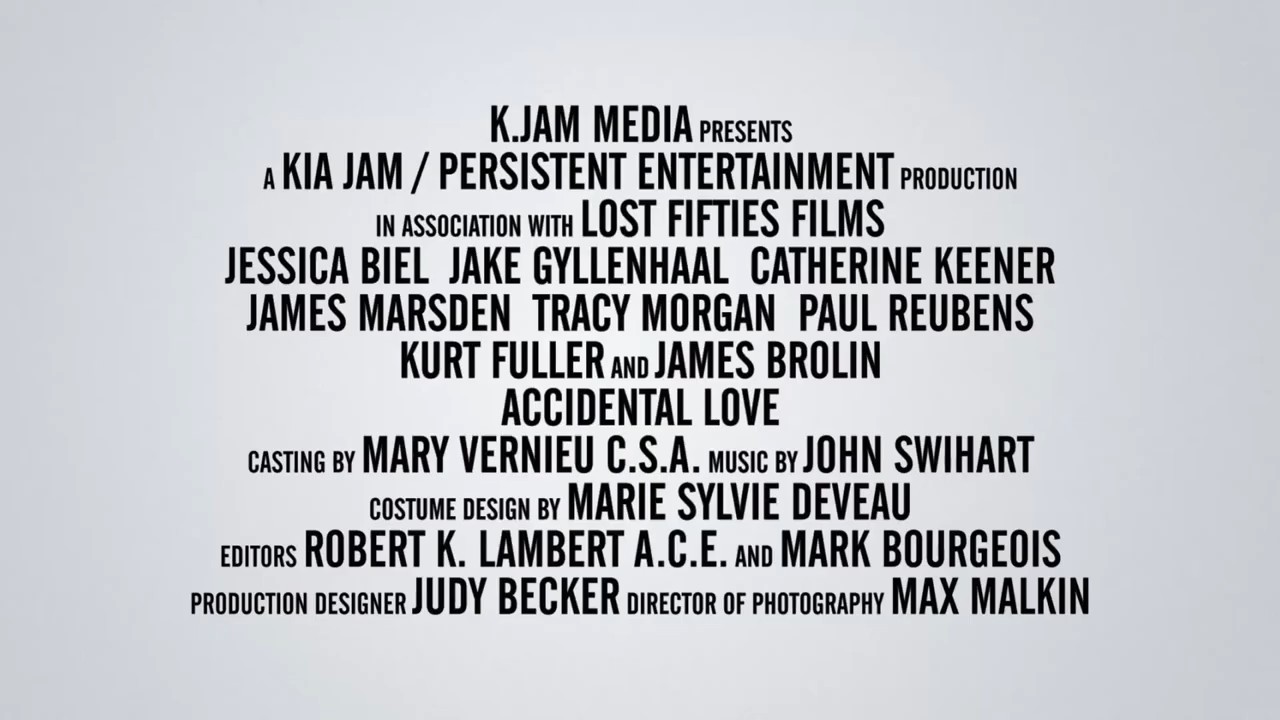 K.JAM MEDIA PRESENTS
A KIA JAM / PERSISTENT ENTERTAINMENT PRODUCTION
IN ASSOCIATION WITH LOST FIFTIES FILMS
JESSICA BIEL JAKE GYLLENHAAL CATHERINE KEENER
JAMES MARSDEN TRACY MORGAN PAUL REUBENS
KURT FULLER AND JAMES BROLIN
ACCIDENTAL LOVE
CASTING BY MARY VERNIEU C.S.A. MUSIC BY JOHN SWIHART
COSTUME DESIGN BY MARIE SYLVIE DEVEAU
EDITORS ROBERT K. LAMBERT A.C.E. AND MARK BOURGEOIS
PRODUCTION DESIGNER JUDY BECKER DIRECTOR OF PHOTOGRAPHY MAX MALKIN